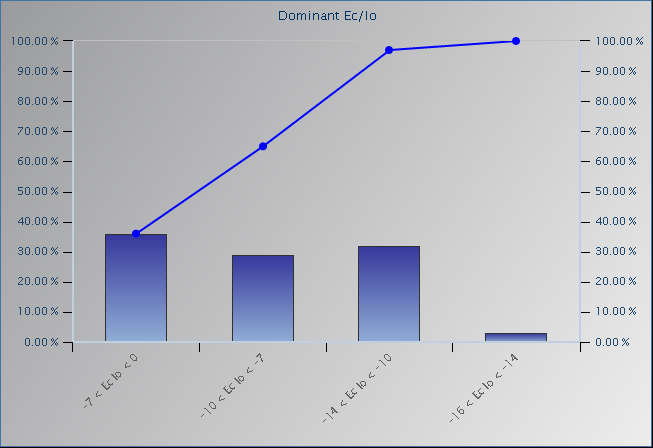 Dominant Ec/Io
100.00 % 100.00 %
90.00 % 90.00 %
80.00 % 80.00 %
70.00 % 70.00 %
60.00 % 60.00 %
50.00 % 50.00 %
40.00 % 40.00 %
30.00 % 30.00 %
20.00 % 20.00 %
10.00 % 10.00 %
0.00 % 0.00 %
-7 < Ec Io < 0
-10 < Ec Io < -7
-14 < Ec Io < -10
-16 < Ec Io < -14